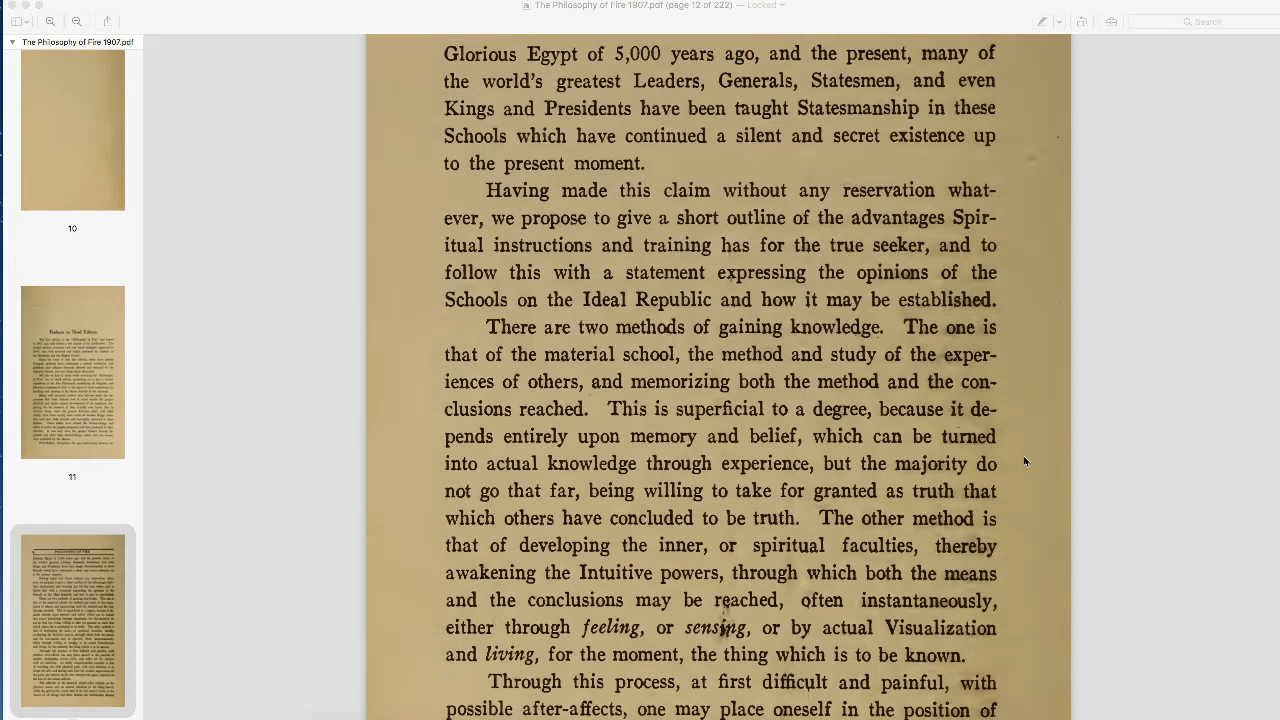 The Philosophy of Fire 1907.pdf (page 12 of 222) — Locked
Search
The Philosophy of Fire 1907.pdf
10
Preface to Third Edition
11
PHILOSOPHY OF FIRE
Glorious Egypt of 5,000 years ago, and the present, many of
the world's greatest Leaders, Generals, Statesmen, and even
Kings and Presidents have been taught Statesmanship in these
Schools which have continued a silent and secret existence up
to the present moment.
Having made this claim without any reservation what-
ever, we propose to give a short outline of the advantages Spir-
itual instructions and training has for the true seeker, and to
follow this with a statement expressing the opinions of the
Schools on the Ideal Republic and how it may be established.
There are two methods of gaining knowledge. The one is
that of the material school, the method of study of the exper-
iences of others, and memorizing both the method and the con-
clusions reached. This is superficial to a degree, because it de-
pends entirely upon memory and belief, which can be turned
into actual knowledge through experience, but the majority do
not go that far, being willing to take for granted as truth that
which others have concluded to be truth. The other method is
that of developing the inner, or spiritual faculties, thereby
awakening the Intuitive powers, through which both the means
and the conclusions may be reached, often instantaneously,
either through feeling, or sensing, or by actual Visualization
and living, for the moment, the thing which is to be known.
Through this process, at first difficult and painful, with
possible after-affects, one may place oneself in the position of